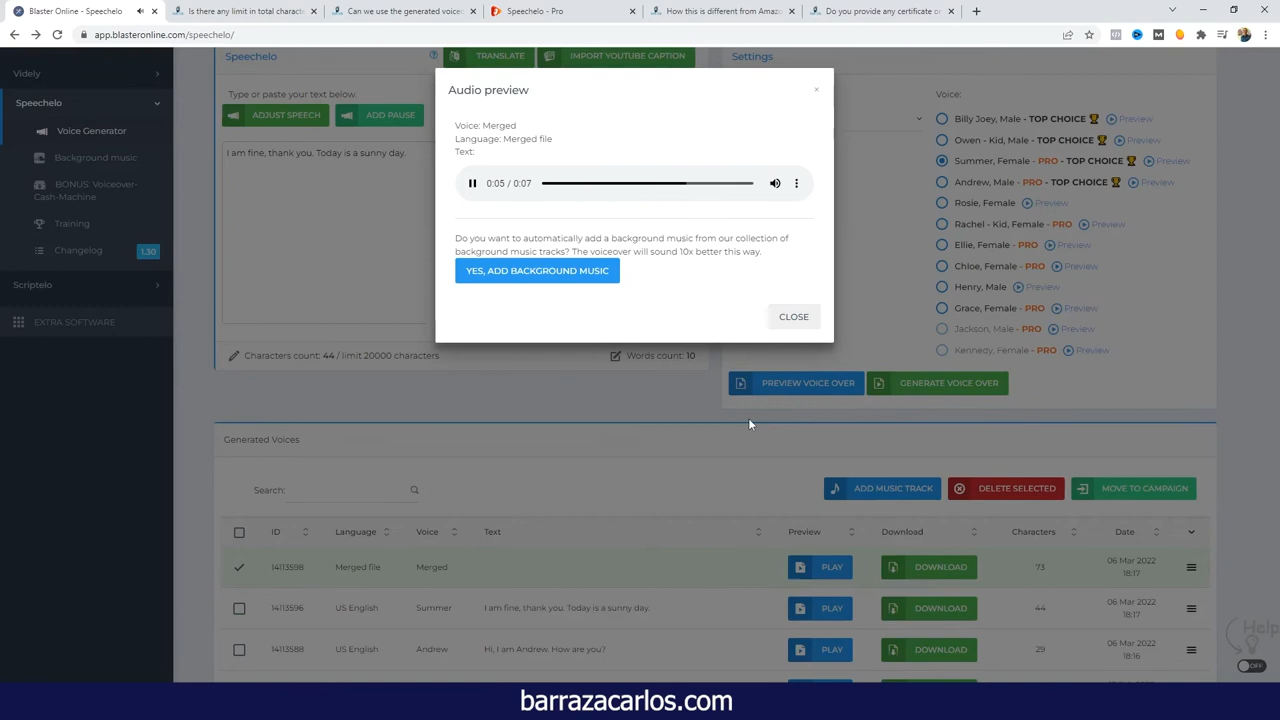 Blaster Online - Speechelo
Is there any limit in total characte
Can we use the generated voice
Speechelo - Pro
How this is different from Amazo
Do you provide any certificate o
app.blasteronline.com/speechelo/
Videly
Speechelo
Voice Generator
Background music
BONUS: Voiceover-
Cash-Machine
Training
Changelog 1.30
Scriptelo
EXTRA SOFTWARE
Speechelo
TRANSLATE
IMPORT YOUTUBE CAPTION
Type or paste your text below.
ADJUST SPEECH
ADD PAUSE
I am fine, thank you. Today is a sunny day.
Characters count: 44 / limit 20000 characters
Words count: 10
Audio preview
×
Voice: Merged
Language: Merged file
Text:
0:05 / 0:07
Do you want to automatically add a background music from our collection of
background music tracks? The voiceover will sound 10x better this way.
YES, ADD BACKGROUND MUSIC
CLOSE
Settings
Voice:
Billy Joey, Male - TOP CHOICE Preview
Owen - Kid, Male - TOP CHOICE Preview
Summer, Female - PRO - TOP CHOICE Preview
Andrew, Male - PRO - TOP CHOICE Preview
Rosie, Female Preview
Rachel - Kid, Female - PRO Preview
Ellie, Female - PRO Preview
Chloe, Female - PRO Preview
Henry, Male Preview
Grace, Female - PRO Preview
Jackson, Male - PRO Preview
Kennedy, Female - PRO Preview
PREVIEW VOICE OVER
GENERATE VOICE OVER
Generated Voices
Search:
ADD MUSIC TRACK
DELETE SELECTED
MOVE TO CAMPAIGN
ID Language Voice Text Preview Download Characters Date
14113598 Merged file Merged PLAY DOWNLOAD 73 06 Mar 2022
18:17
14113596 US English Summer I am fine, thank you. Today is a sunny day. PLAY DOWNLOAD 44 06 Mar 2022
18:17
14113588 US English Andrew Hi, I am Andrew. How are you? PLAY DOWNLOAD 29 06 Mar 2022
18:16
Help
OFF
barrazacarlos.com